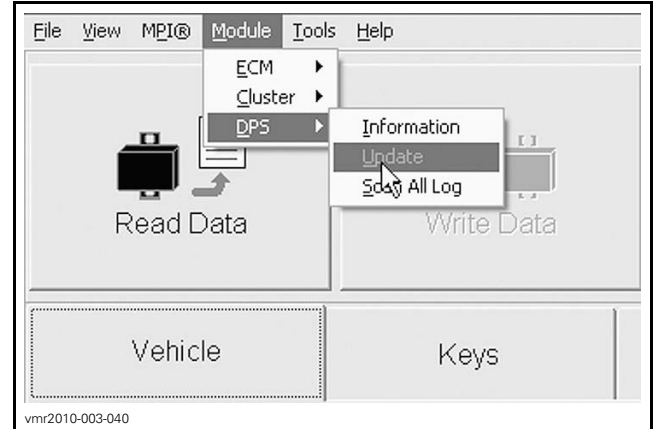 File View MPI® Module Tools Help
ECM
Cluster
DPS
Information
Update
Scan All Log
Read Data
Write Data
Vehicle
Keys
vmr2010-003-040